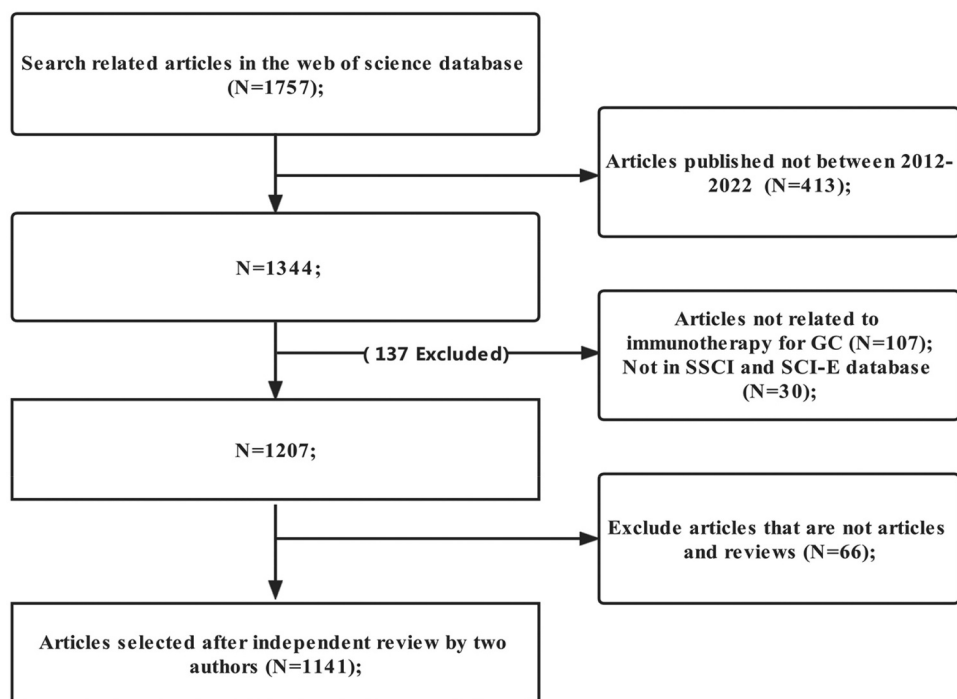 Search related articles in the web of science database
(N=1757);
Articles published not between 2012-
2022 (N=413);
N=1344;
( 137 Excluded)
Articles not related to
immunotherapy for GC (N=107);
Not in SSCI and SCI-E database
(N=30);
N=1207;
Exclude articles that are not articles
and reviews (N=66);
Articles selected after independent review by two
authors (N=1141);